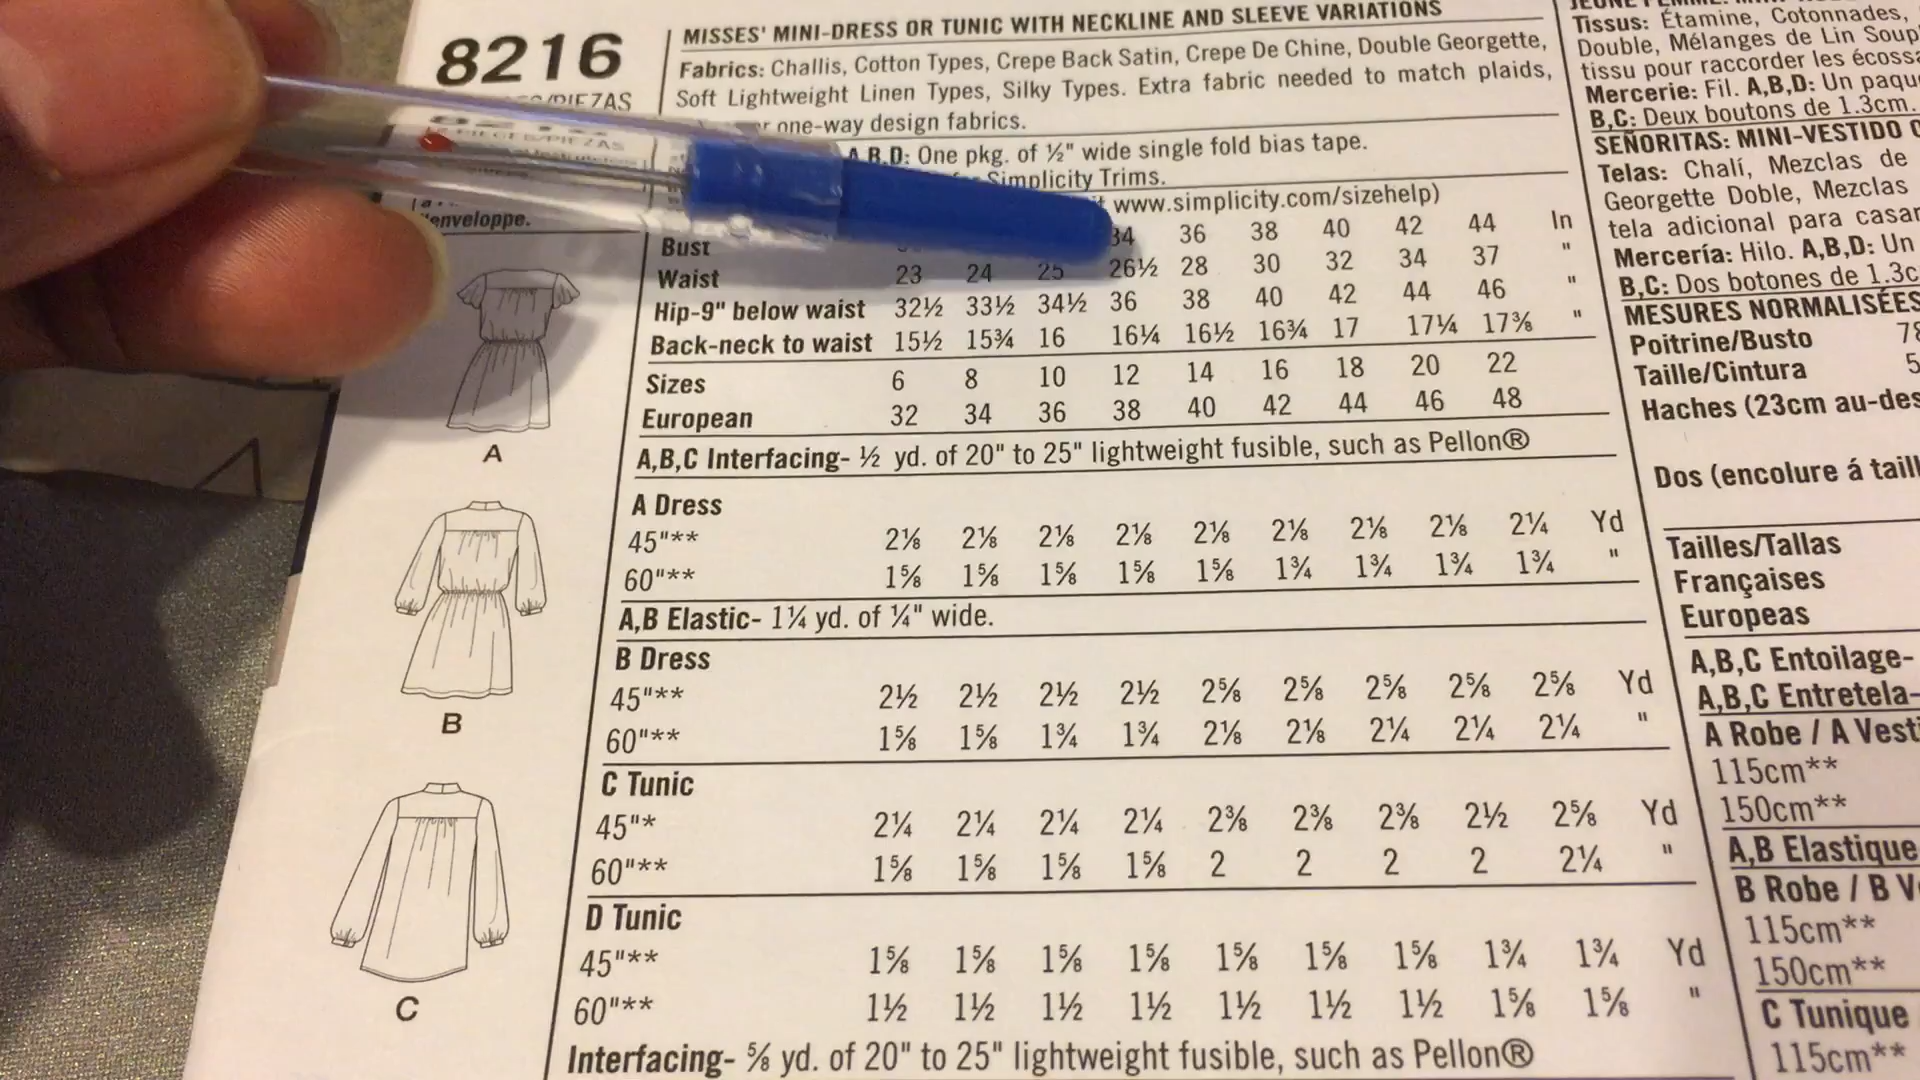 8216
PIEZAS
enveloppe.
A
B
C
MISSES' MINI-DRESS OR TUNIC WITH NECKLINE AND SLEEVE VARIATIONS
Fabrics: Challis, Cotton Types, Crepe Back Satin, Crepe De Chine, Double Georgette,
Soft Lightweight Linen Types, Silky Types. Extra fabric needed to match plaids,
one-way design fabrics.
A,B,D: One pkg. of ½" wide single fold bias tape.
Simplicity Trims.
www.simplicity.com/sizehelp)
Bust 34 36 38 40 42 44 In
Waist 23 24 25 26½ 28 30 32 34 37 "
Hip-9" below waist 32½ 33½ 34½ 36 38 40 42 44 46 "
Back-neck to waist 15½ 15¾ 16 16¼ 16½ 16¾ 17 17¼ 17⅜ "
Sizes 6 8 10 12 14 16 18 20 22
European 32 34 36 38 40 42 44 46 48
A,B,C Interfacing- ½ yd. of 20" to 25" lightweight fusible, such as Pellon®
A Dress
45"** 2⅛ 2⅛ 2⅛ 2⅛ 2⅛ 2⅛ 2⅛ 2⅛ 2¼ Yd
60"** 1⅝ 1⅝ 1⅝ 1⅝ 1⅝ 1¾ 1¾ 1¾ 1¾ "
A,B Elastic- 1¼ yd. of ¼" wide.
B Dress
45"** 2½ 2½ 2½ 2½ 2⅝ 2⅝ 2⅝ 2⅝ 2⅝ Yd
60"** 1⅝ 1⅝ 1¾ 1¾ 2⅛ 2⅛ 2¼ 2¼ 2¼ "
C Tunic
45"* 2¼ 2¼ 2¼ 2¼ 2⅜ 2⅜ 2⅜ 2½ 2⅝ Yd
60"** 1⅝ 1⅝ 1⅝ 1⅝ 2 2 2 2 2¼ "
D Tunic
45"** 1⅝ 1⅝ 1⅝ 1⅝ 1⅝ 1⅝ 1⅝ 1¾ 1¾ Yd
60"** 1½ 1½ 1½ 1½ 1½ 1½ 1½ 1⅝ 1⅝ "
Interfacing- ⅝ yd. of 20" to 25" lightweight fusible, such as Pellon®
Tissus: Étamine, Cotonnades,
Double, Mélanges de Lin
tissu pour raccorder les
Mercerie: Fil. A,B,D: Un
B,C: Deux boutons de 1.3cm.
SEÑORITAS: MINI-VESTIDO
Telas: Chalí, Mezclas de
Georgette Doble, Mezclas
tela adicional para
Mercería: Hilo. A,B,D: Un
B,C: Dos botones de
MESURES NORMALISÉES
Poitrine/Busto
Taille/Cintura
Haches (23cm
Dos (encolure á
Tailles/Tallas
Françaises
Europeas
A,B,C Entoilage-
A,B,C Entretela-
A Robe / A
115cm**
150cm**
A,B Elastique
B Robe / B
115cm**
150cm**
C Tunique
115cm**